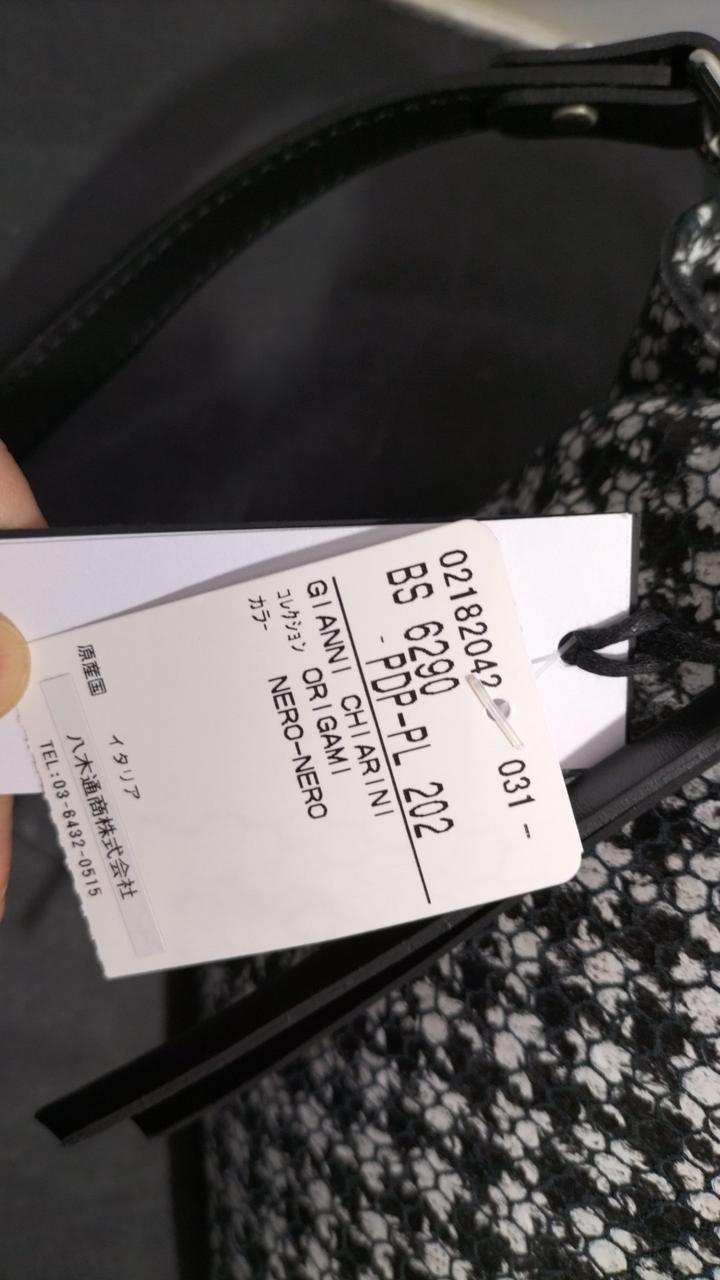 02182042 031 -
BS 6290
- PDP-PL 202
GIANNI CHIARINI
コレクション ORIGAMI
カラー NERO-NERO
原産国 イタリア
八木通商株式会社
TEL:03-6432-0515